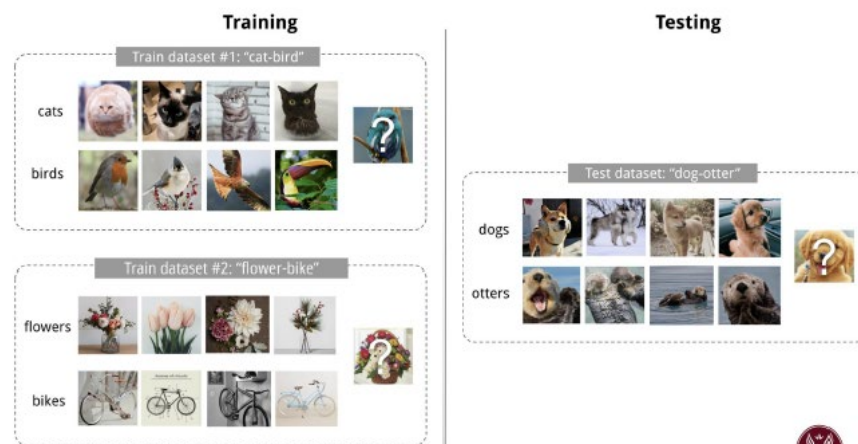 Training
Testing
Train dataset #1: “cat-bird”
cats
?
birds
Test dataset: “dog-otter”
dogs
?
otters
Train dataset #2: “flower-bike”
flowers
?
bikes